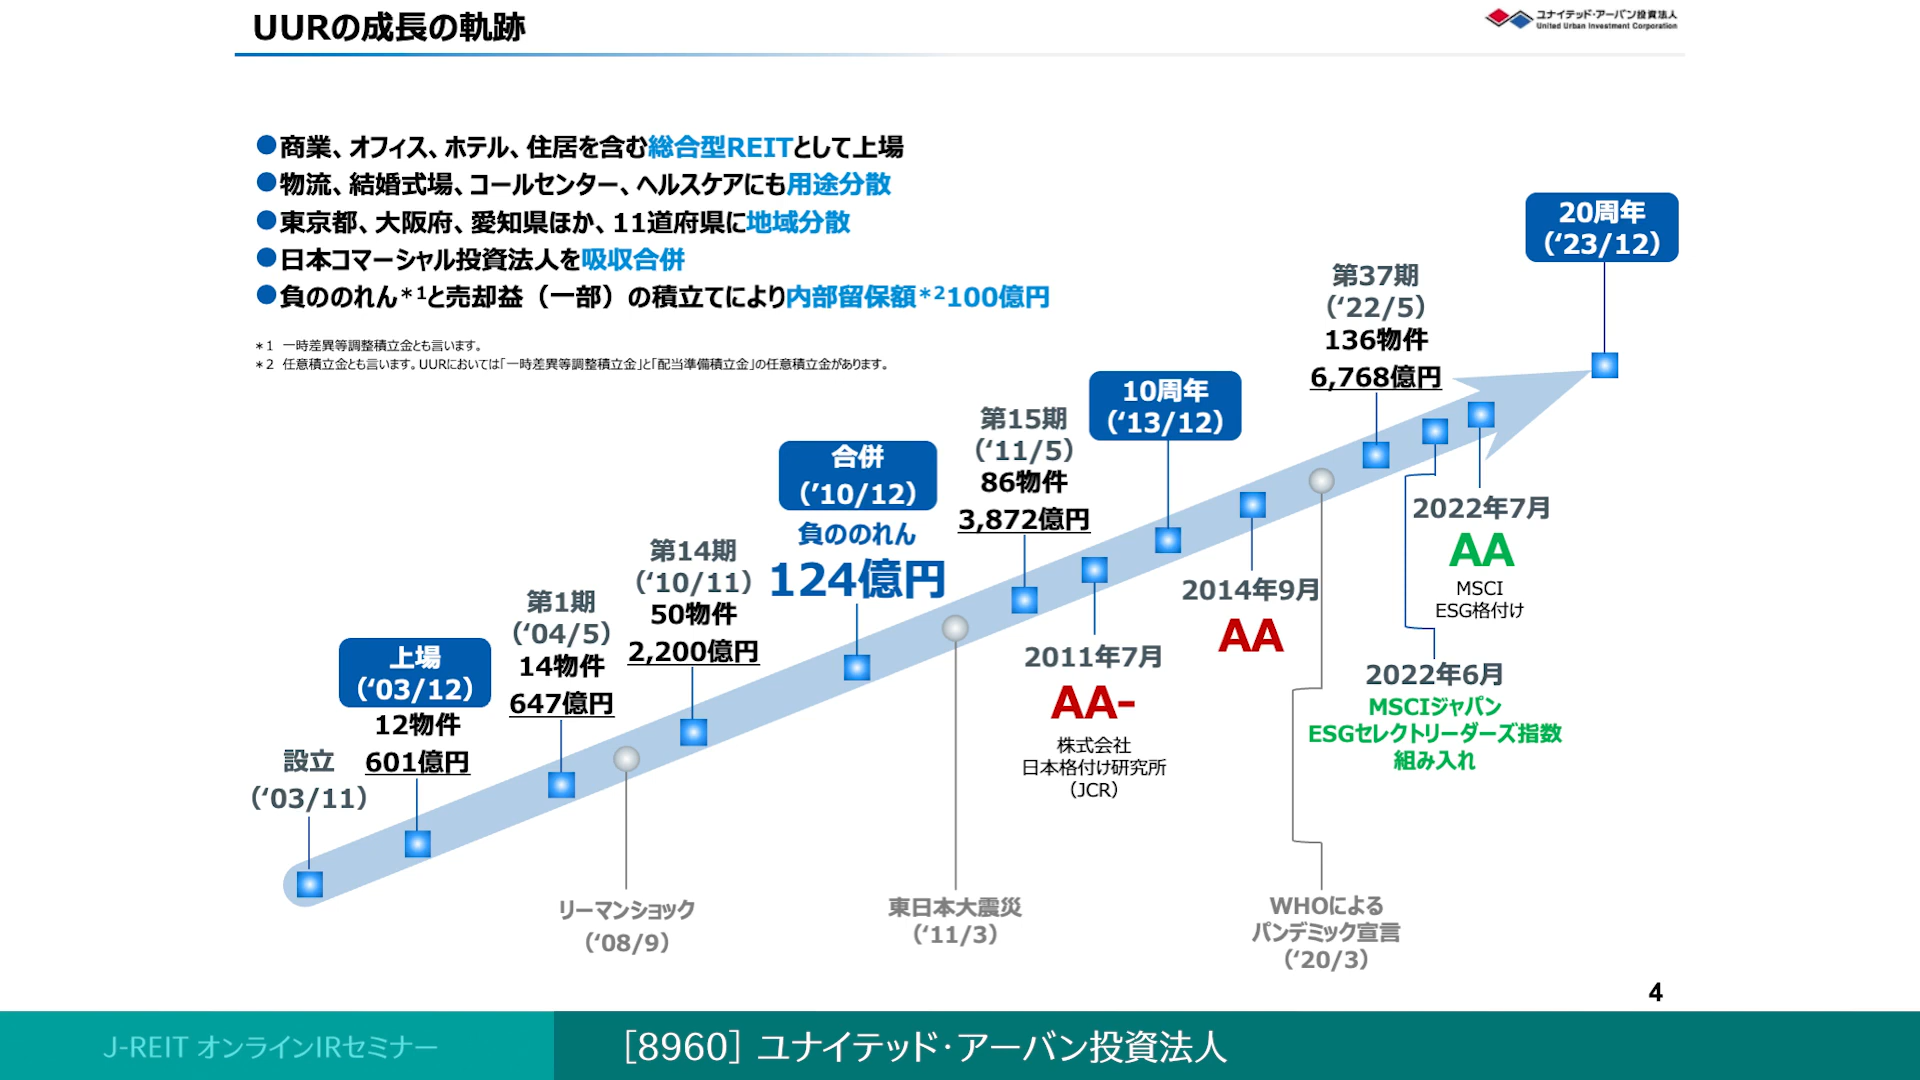 UURの成長の軌跡
ユナイテッド・アーバン投資法人
United Urban Investment Corporation
●商業、オフィス、ホテル、住居を含む総合型REITとして上場
●物流、結婚式場、コールセンター、ヘルスケアにも用途分散
●東京都、大阪府、愛知県ほか、11道府県に地域分散
●日本コマーシャル投資法人を吸収合併
●負ののれん*1と売却益（一部）の積立てにより内部留保額*2100億円
*1 一時差異等調整積立金とも言います。
*2 任意積立金とも言います。UURにおいては「一時差異等調整積立金」と「配当準備積立金」の任意積立金があります。
設立
（‘03/11）
上場
（‘03/12）
12物件
601億円
第1期
（‘04/5）
14物件
647億円
リーマンショック
（‘08/9）
第14期
（‘10/11）
50物件
2,200億円
合併
（’10/12）
負ののれん
124億円
東日本大震災
（‘11/3）
第15期
（‘11/5）
86物件
3,872億円
2011年7月
AA-
株式会社
日本格付け研究所
（JCR）
10周年
（‘13/12）
2014年9月
AA
WHOによる
パンデミック宣言
（‘20/3）
第37期
（‘22/5）
136物件
6,768億円
2022年6月
MSCIジャパン
ESGセレクトリーダーズ指数
組み入れ
2022年7月
AA
MSCI
ESG格付け
20周年
（‘23/12）
4
J-REIT オンラインIRセミナー
［8960］ユナイテッド・アーバン投資法人